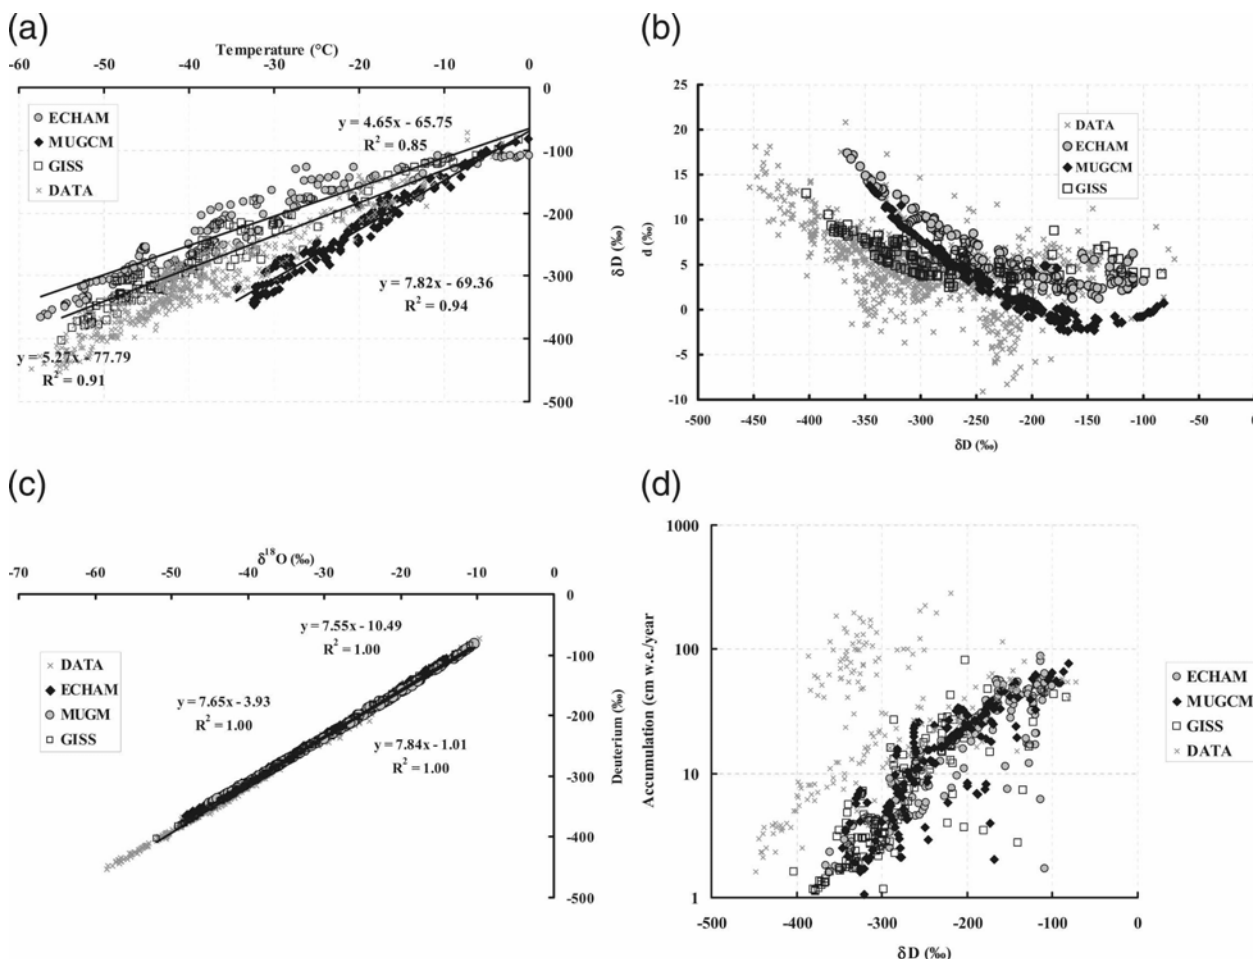 (a)
Temperature (°C)
-60 -50 -40 -30 -20 -10 0
0
-100
-200
-300
-400
-500
δD (‰)
ECHAM
MUGCM
GISS
DATA
y = 4.65x - 65.75
R² = 0.85
y = 7.82x - 69.36
R² = 0.94
y = 5.27x - 77.79
R² = 0.91
(b)
25
20
15
10
5
0
-5
-10
d (‰)
DATA
ECHAM
MUGCM
GISS
-500 -450 -400 -350 -300 -250 -200 -150 -100 -50 0
δD (‰)
(c)
δ¹⁸O (‰)
-70 -60 -50 -40 -30 -20 -10 0
0
-100
-200
-300
-400
-500
Deuterium (‰)
DATA
ECHAM
MUGM
GISS
y = 7.55x - 10.49
R² = 1.00
y = 7.65x - 3.93
R² = 1.00
y = 7.84x - 1.01
R² = 1.00
(d)
1000
100
10
1
Accumulation (cm w.e./year)
-500 -400 -300 -200 -100 0
δD (‰)
ECHAM
MUGCM
GISS
DATA